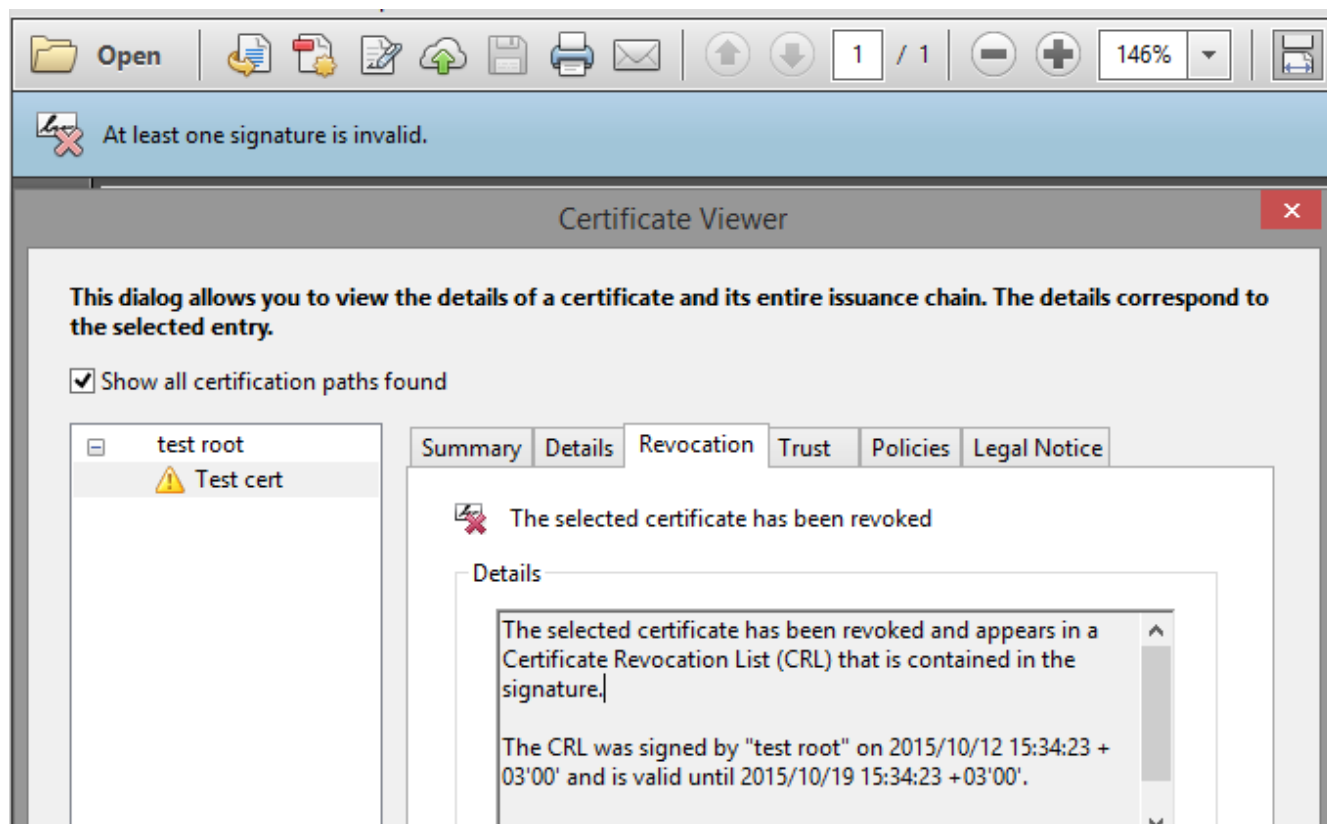 Open
1 / 1
146%
At least one signature is invalid.
Certificate Viewer
This dialog allows you to view the details of a certificate and its entire issuance chain. The details correspond to
the selected entry.
Show all certification paths found
test root
Test cert
Summary Details Revocation Trust Policies Legal Notice
The selected certificate has been revoked
Details
The selected certificate has been revoked and appears in a
Certificate Revocation List (CRL) that is contained in the
signature.
The CRL was signed by "test root" on 2015/10/12 15:34:23 +
03'00' and is valid until 2015/10/19 15:34:23 +03'00'.